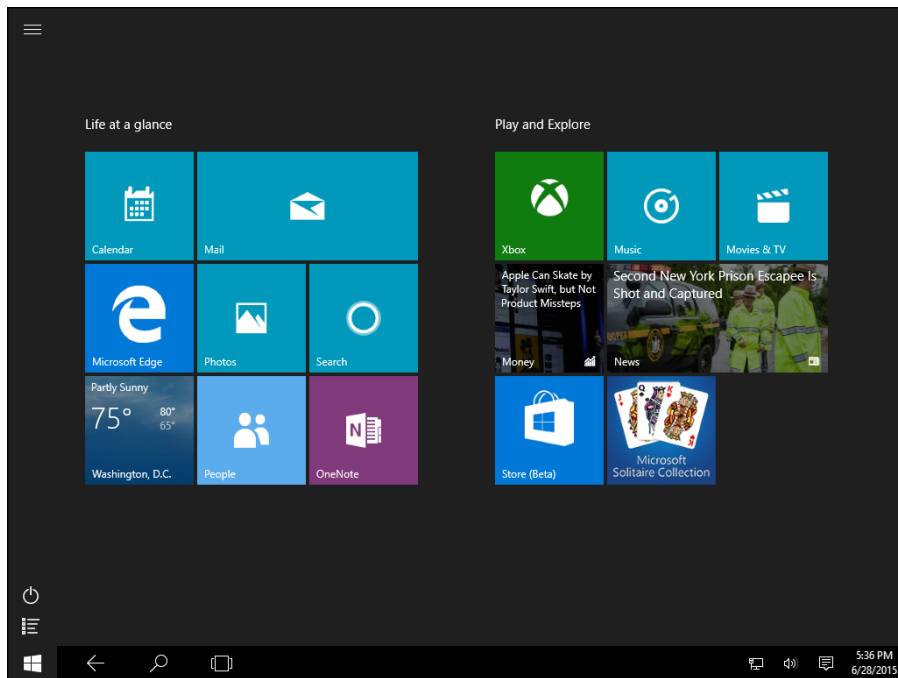 Life at a glance
Calendar
Mail
Microsoft Edge
Photos
Search
Partly Sunny
75°
80°
65°
Washington, D.C.
People
N
OneNote
Play and Explore
Xbox
Music
Movies & TV
Apple Can Skate by
Taylor Swift, but Not
Product Missteps
Money
Second New York Prison Escapee Is
Shot and Captured
News
Store (Beta)
J
Q
K
Microsoft
Solitaire Collection
5:36 PM
6/28/2015